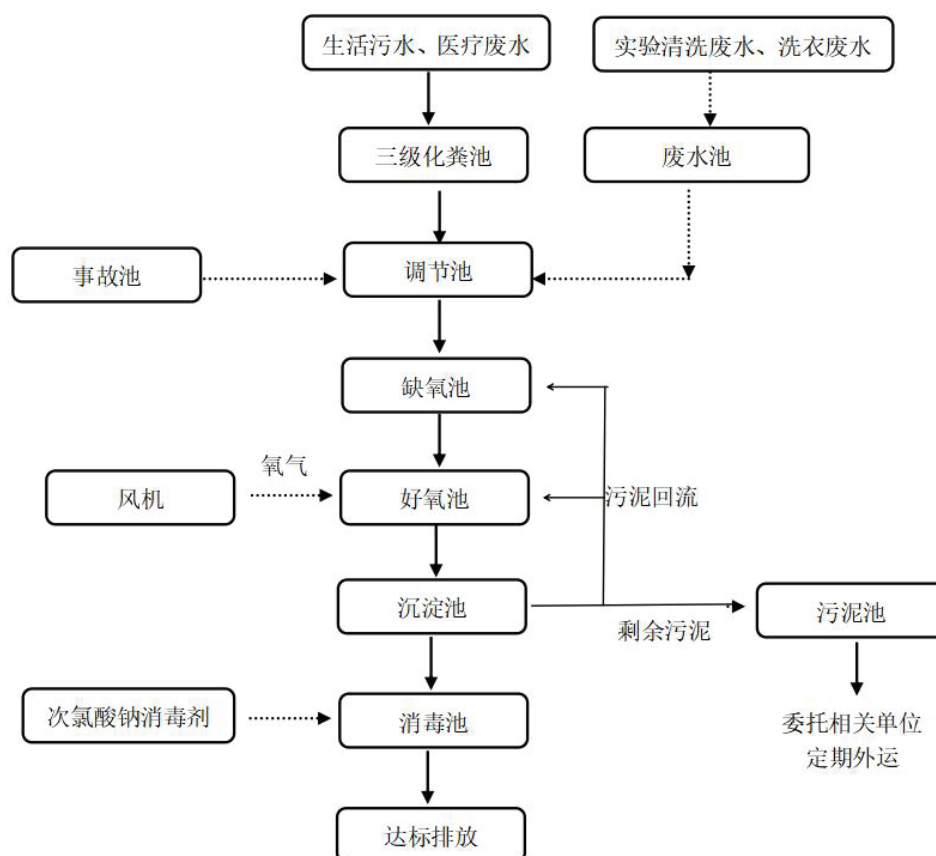 生活污水、医疗废水
实验清洗废水、洗衣废水
三级化粪池
废水池
事故池
调节池
缺氧池
氧气
风机
好氧池
污泥回流
沉淀池
污泥池
剩余污泥
次氯酸钠消毒剂
消毒池
委托相关单位
定期外运
达标排放